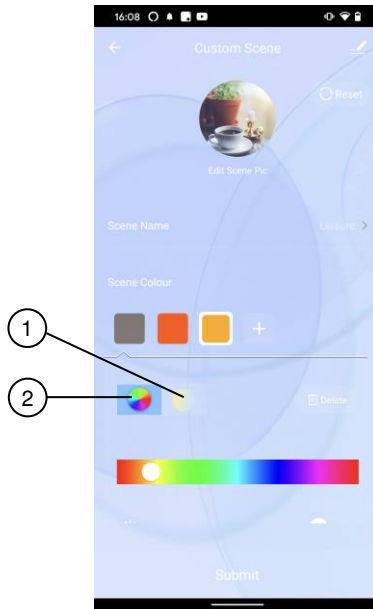 16:08
Custom Scene
Reset
Edit Scene Pic
Scene Name Leisure >
Scene Colour
+
1
2
Delete
Submit